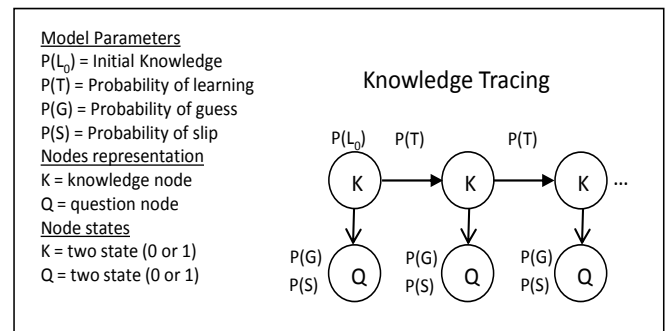 Model Parameters
P(L₀) = Initial Knowledge
P(T) = Probability of learning
P(G) = Probability of guess
P(S) = Probability of slip
Nodes representation
K = knowledge node
Q = question node
Node states
K = two state (0 or 1)
Q = two state (0 or 1)
Knowledge Tracing
P(L₀) P(T) P(T)
K K K ...
P(G) P(G) P(G)
Q Q Q
P(S) P(S) P(S)